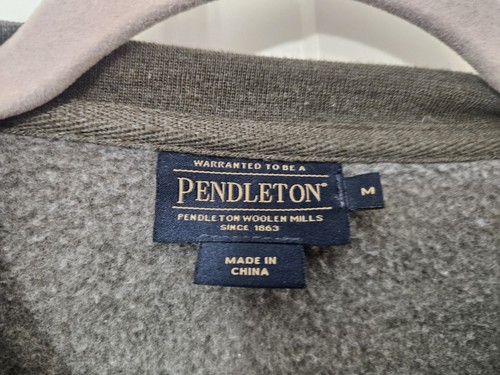 WARRANTED TO BE A
PENDLETON®
M
PENDLETON WOOLEN MILLS
SINCE 1863
MADE IN
CHINA